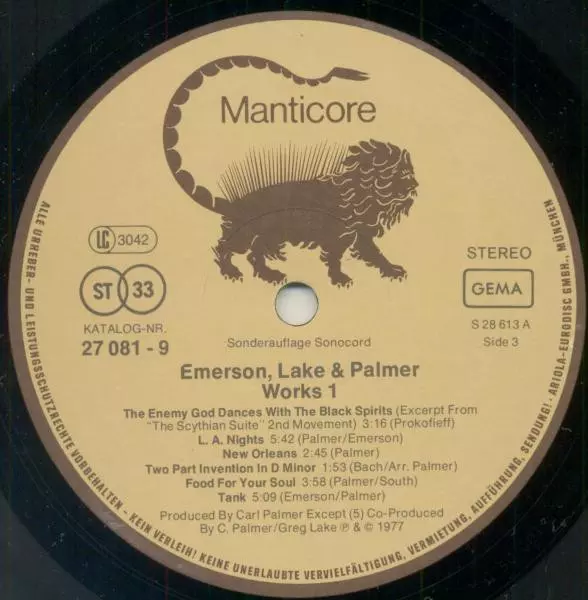 Manticore
LC 3042
ST 33
KATALOG-NR.
27 081 - 9
STEREO
GEMA
S 28 613 A
Side 3
Sonderauflage Sonocord
Emerson, Lake & Palmer
Works 1
The Enemy God Dances With The Black Spirits (Excerpt From
"The Scythian Suite" 2nd Movement) 3:16 (Prokofieff)
L. A. Nights 5:42 (Palmer/Emerson)
New Orleans 2:45 (Palmer)
Two Part Invention In D Minor 1:53 (Bach/Arr. Palmer)
Food For Your Soul 3:58 (Palmer/South)
Tank 5:09 (Emerson/Palmer)
Produced By Carl Palmer Except (5) Co-Produced
By C. Palmer/Greg Lake ℗ & © 1977
ALLE URHEBER- UND LEISTUNGSSCHUTZRECHTE VORBEHALTEN - KEIN VERLEIH! KEINE UNERLAUBTE VERVIELFÄLTIGUNG, VERMIETUNG, AUFFÜHRUNG, SENDUNG! · ARIOLA-EURODISC GMBH., MÜNCHEN